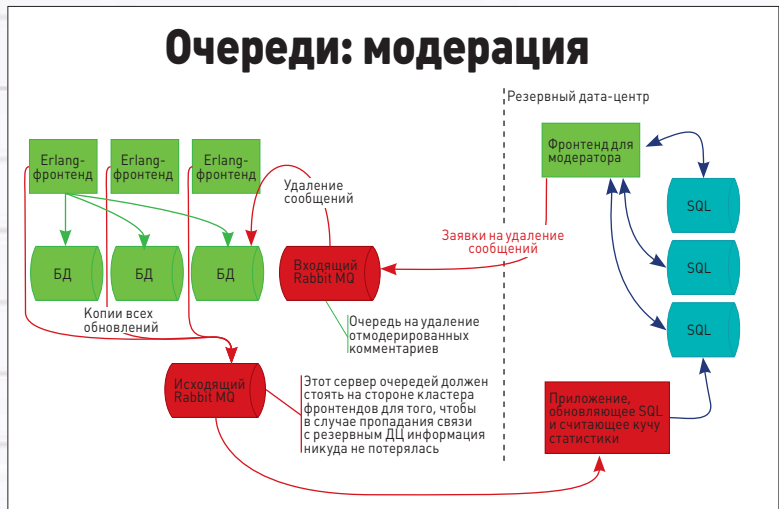 Очереди: модерация
Резервный дата-центр
Erlang-
фронтенд
Erlang-
фронтенд
Erlang-
фронтенд
Удаление
сообщений
Фронтенд для
модератора
SQL
Заявки на удаление
сообщений
БД
БД
БД
Входящий
Rabbit MQ
SQL
Копии всех
обновлений
Очередь на удаление
отмодерированных
комментариев
SQL
Исходящий
Rabbit MQ
Этот сервер очередей должен
стоять на стороне кластера
фронтендов для того, чтобы
в случае пропадания связи
с резервным ДЦ информация
никуда не потерялась
Приложение,
обновляющее SQL
и считающее кучу
статистики